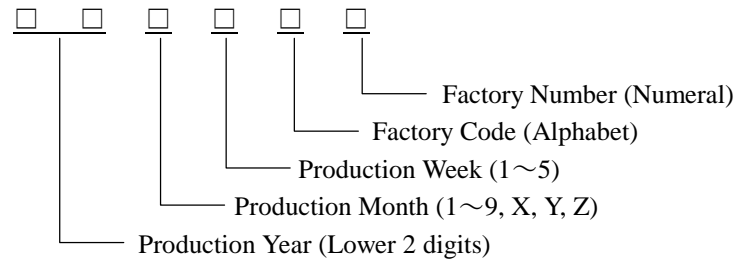 □ □ □ □ □ □
Factory Number (Numeral)
Factory Code (Alphabet)
Production Week (1～5)
Production Month (1～9, X, Y, Z)
Production Year (Lower 2 digits)